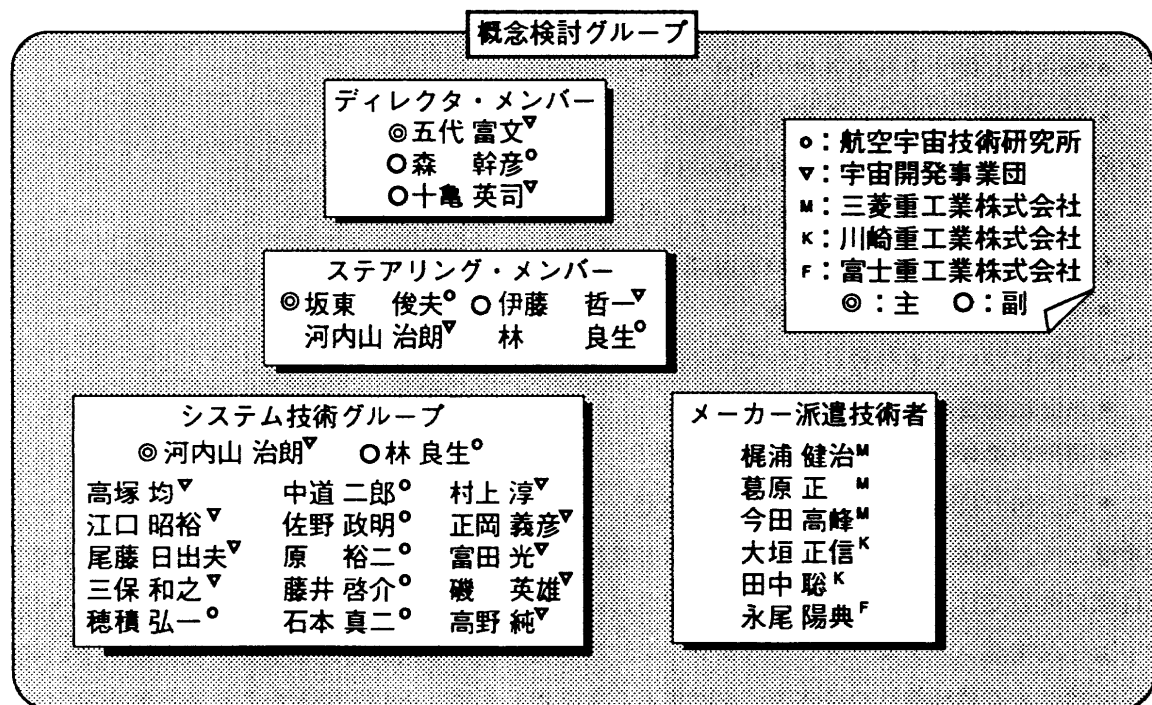 概念検討グループ
ディレクタ・メンバー
◎五代 富文▽
○森 幹彦○
○十亀 英司▽
○:航空宇宙技術研究所
▽:宇宙開発事業団
M:三菱重工業株式会社
K:川崎重工業株式会社
F:富士重工業株式会社
◎:主 ○:副
ステアリング・メンバー
◎坂東 俊夫○ ○伊藤 哲一▽
河内山 治朗▽ 林 良生○
システム技術グループ
◎河内山 治朗▽ ○林 良生○
高塚 均▽ 中道 二郎○ 村上 淳▽
江口 昭裕▽ 佐野 政明○ 正岡 義彦▽
尾藤 日出夫▽ 原 裕二○ 富田 光▽
三保 和之▽ 藤井 啓介○ 磯 英雄▽
穂積 弘一○ 石本 真二○ 高野 純▽
メーカー派遣技術者
梶浦 健治M
葛原 正 M
今田 高峰M
大垣 正信K
田中 聡K
永尾 陽典F